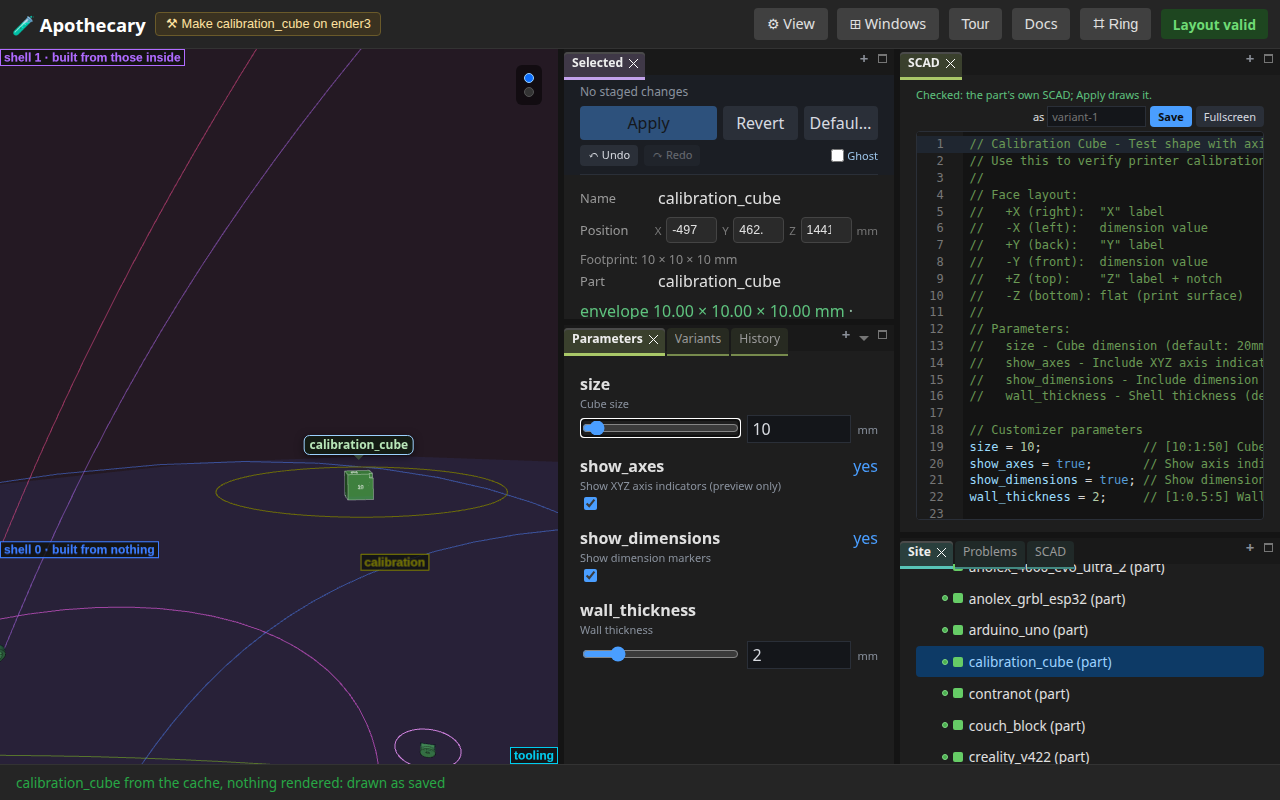 Apothecary
⚒ Make calibration_cube on ender3
⚙ View
⊞ Windows
Tour
Docs
⌗ Ring
Layout valid
shell 1 · built from those inside
calibration_cube
10
shell 0 · built from nothing
calibration
tooling
Selected
No staged changes
Apply
Revert
Defaul...
↶ Undo
↷ Redo
Ghost
Name
calibration_cube
Position
X
-497
Y
462.
Z
1441
mm
Footprint: 10 × 10 × 10 mm
Part
calibration_cube
envelope 10.00 × 10.00 × 10.00 mm ·
Parameters
Variants
History
size
Cube size
10
mm
show_axes
yes
Show XYZ axis indicators (preview only)
show_dimensions
yes
Show dimension markers
wall_thickness
Wall thickness
2
mm
SCAD
Checked: the part's own SCAD; Apply draws it.
as
variant-1
Save
Fullscreen
1 // Calibration Cube - Test shape with axi
2 // Use this to verify printer calibration
3 //
4 // Face layout:
5 //   +X (right):  "X" label
6 //   -X (left):   dimension value
7 //   +Y (back):   "Y" label
8 //   -Y (front):  dimension value
9 //   +Z (top):    "Z" label + notch
10 //   -Z (bottom): flat (print surface)
11 //
12 // Parameters:
13 //   size - Cube dimension (default: 20mm
14 //   show_axes - Include XYZ axis indicat
15 //   show_dimensions - Include dimension
16 //   wall_thickness - Shell thickness (de
17
18 // Customizer parameters
19 size = 10;              // [10:1:50] Cube
20 show_axes = true;       // Show axis indi
21 show_dimensions = true; // Show dimension
22 wall_thickness = 2;     // [1:0.5:5] Wall
23
Site
Problems
SCAD
anolex_4060_evo_ultra_2 (part)
anolex_grbl_esp32 (part)
arduino_uno (part)
calibration_cube (part)
contranot (part)
couch_block (part)
creality_v422 (part)
calibration_cube from the cache, nothing rendered: drawn as saved